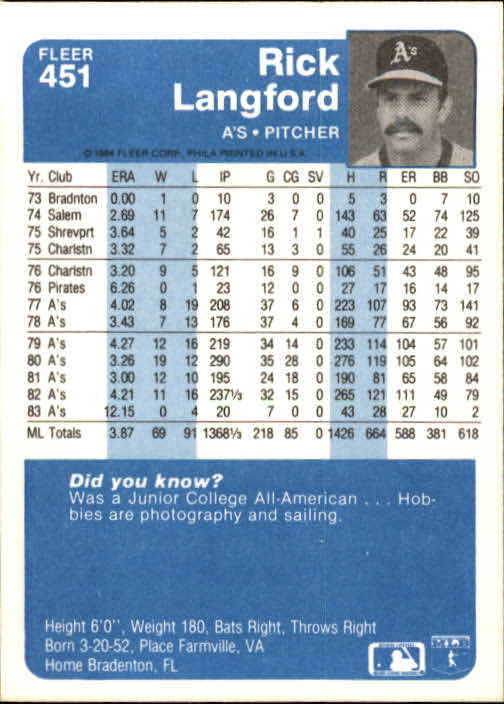 FLEER
451
Rick
Langford
A'S • PITCHER
© 1984 FLEER CORP., PHILA PRINTED IN U.S.A.
A's
Yr. Club ERA W L IP G CG SV H R ER BB SO
73 Bradnton 0.00 1 0 10 3 0 0 5 3 0 7 10
74 Salem 2.69 11 7 174 26 7 0 143 63 52 74 125
75 Shrevprt 3.64 5 2 42 16 1 1 40 25 17 22 39
75 Charlstn 3.32 7 2 65 13 3 0 55 26 24 20 41
76 Charlstn 3.20 9 5 121 16 9 0 106 51 43 48 95
76 Pirates 6.26 0 1 23 12 0 0 27 17 16 14 17
77 A's 4.02 8 19 208 37 6 0 223 107 93 73 141
78 A's 3.43 7 13 176 37 4 0 169 77 67 56 92
79 A's 4.27 12 16 219 34 14 0 233 114 104 57 101
80 A's 3.26 19 12 290 35 28 0 276 119 105 64 102
81 A's 3.00 12 10 195 24 18 0 190 81 65 58 84
82 A's 4.21 11 16 237⅓ 32 15 0 265 121 111 49 79
83 A's 12.15 0 4 20 7 0 0 43 28 27 10 2
ML Totals 3.87 69 91 1368⅓ 218 85 0 1426 664 588 381 618
Did you know?
Was a Junior College All-American . . . Hob-
bies are photography and sailing.
Height 6'0", Weight 180, Bats Right, Throws Right
Born 3-20-52, Place Farmville, VA
Home Bradenton, FL